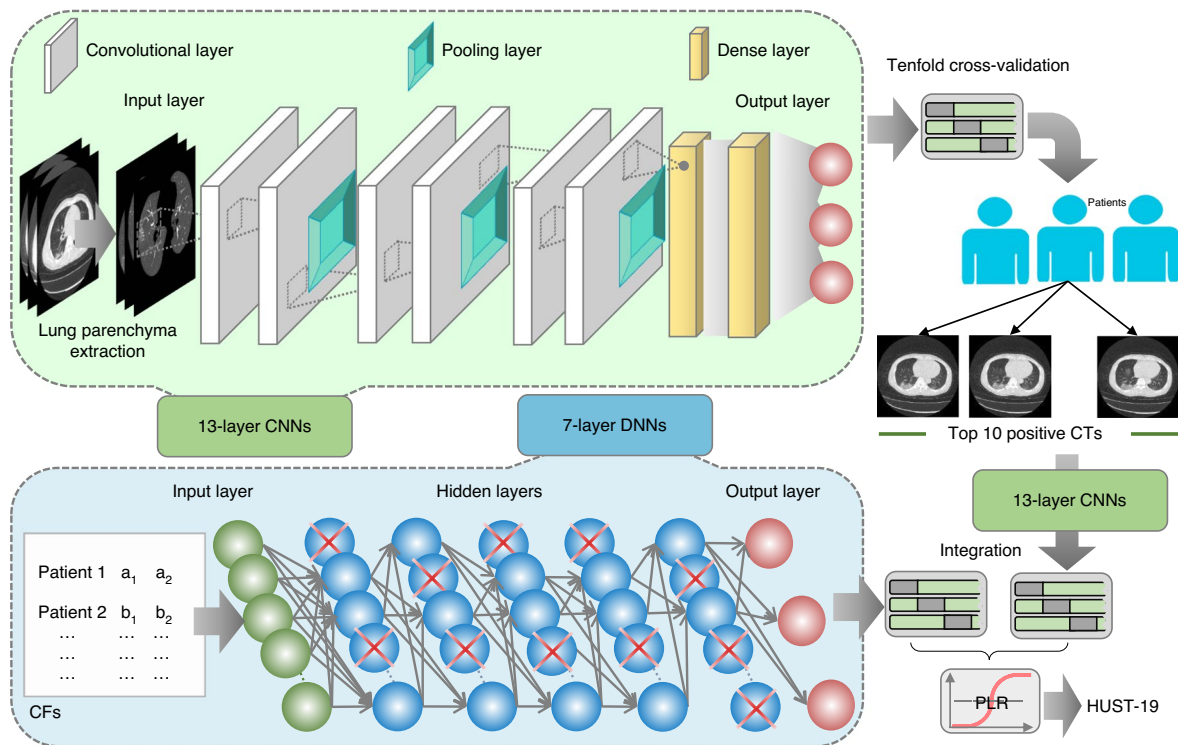 Convolutional layer
Pooling layer
Dense layer
Input layer
Output layer
Lung parenchyma
extraction
Tenfold cross-validation
Patients
Top 10 positive CTs
13-layer CNNs
7-layer DNNs
13-layer CNNs
Input layer
Hidden layers
Output layer
Patient 1 a₁ a₂
Patient 2 b₁ b₂
... ... ...
... ... ...
... ... ...
CFs
Integration
PLR
HUST-19